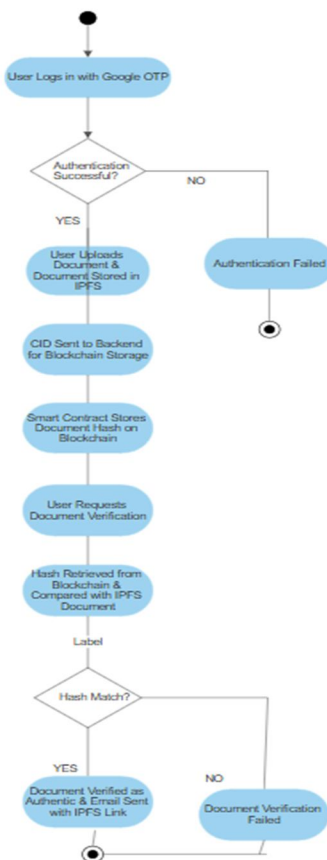 User Logs in with Google OTP
Authentication
Successful?
NO
YES
User Uploads
Document &
Document Stored in
IPFS
Authentication Failed
CID Sent to Backend
for Blockchain Storage
Smart Contract Stores
Document Hash on
Blockchain
User Requests
Document Verification
Hash Retrieved from
Blockchain &
Compared with IPFS
Document
Label
Hash Match?
YES
NO
Document Verified as
Authentic & Email Sent
with IPFS Link
Document Verification
Failed